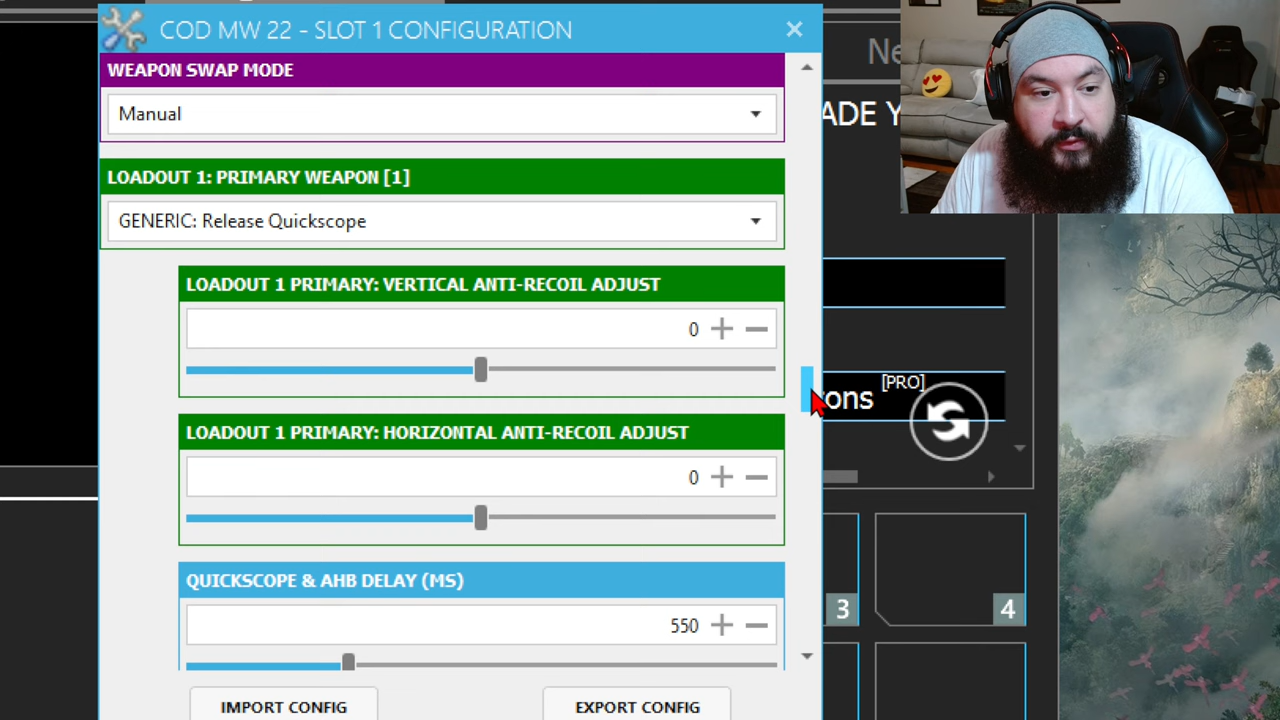 COD MW 22 - SLOT 1 CONFIGURATION
WEAPON SWAP MODE
Manual
LOADOUT 1: PRIMARY WEAPON [1]
GENERIC: Release Quickscope
LOADOUT 1 PRIMARY: VERTICAL ANTI-RECOIL ADJUST
0
LOADOUT 1 PRIMARY: HORIZONTAL ANTI-RECOIL ADJUST
0
QUICKSCOPE & AHB DELAY (MS)
550
IMPORT CONFIG
EXPORT CONFIG
Ne
ADE Y
rons [PRO]
3
4